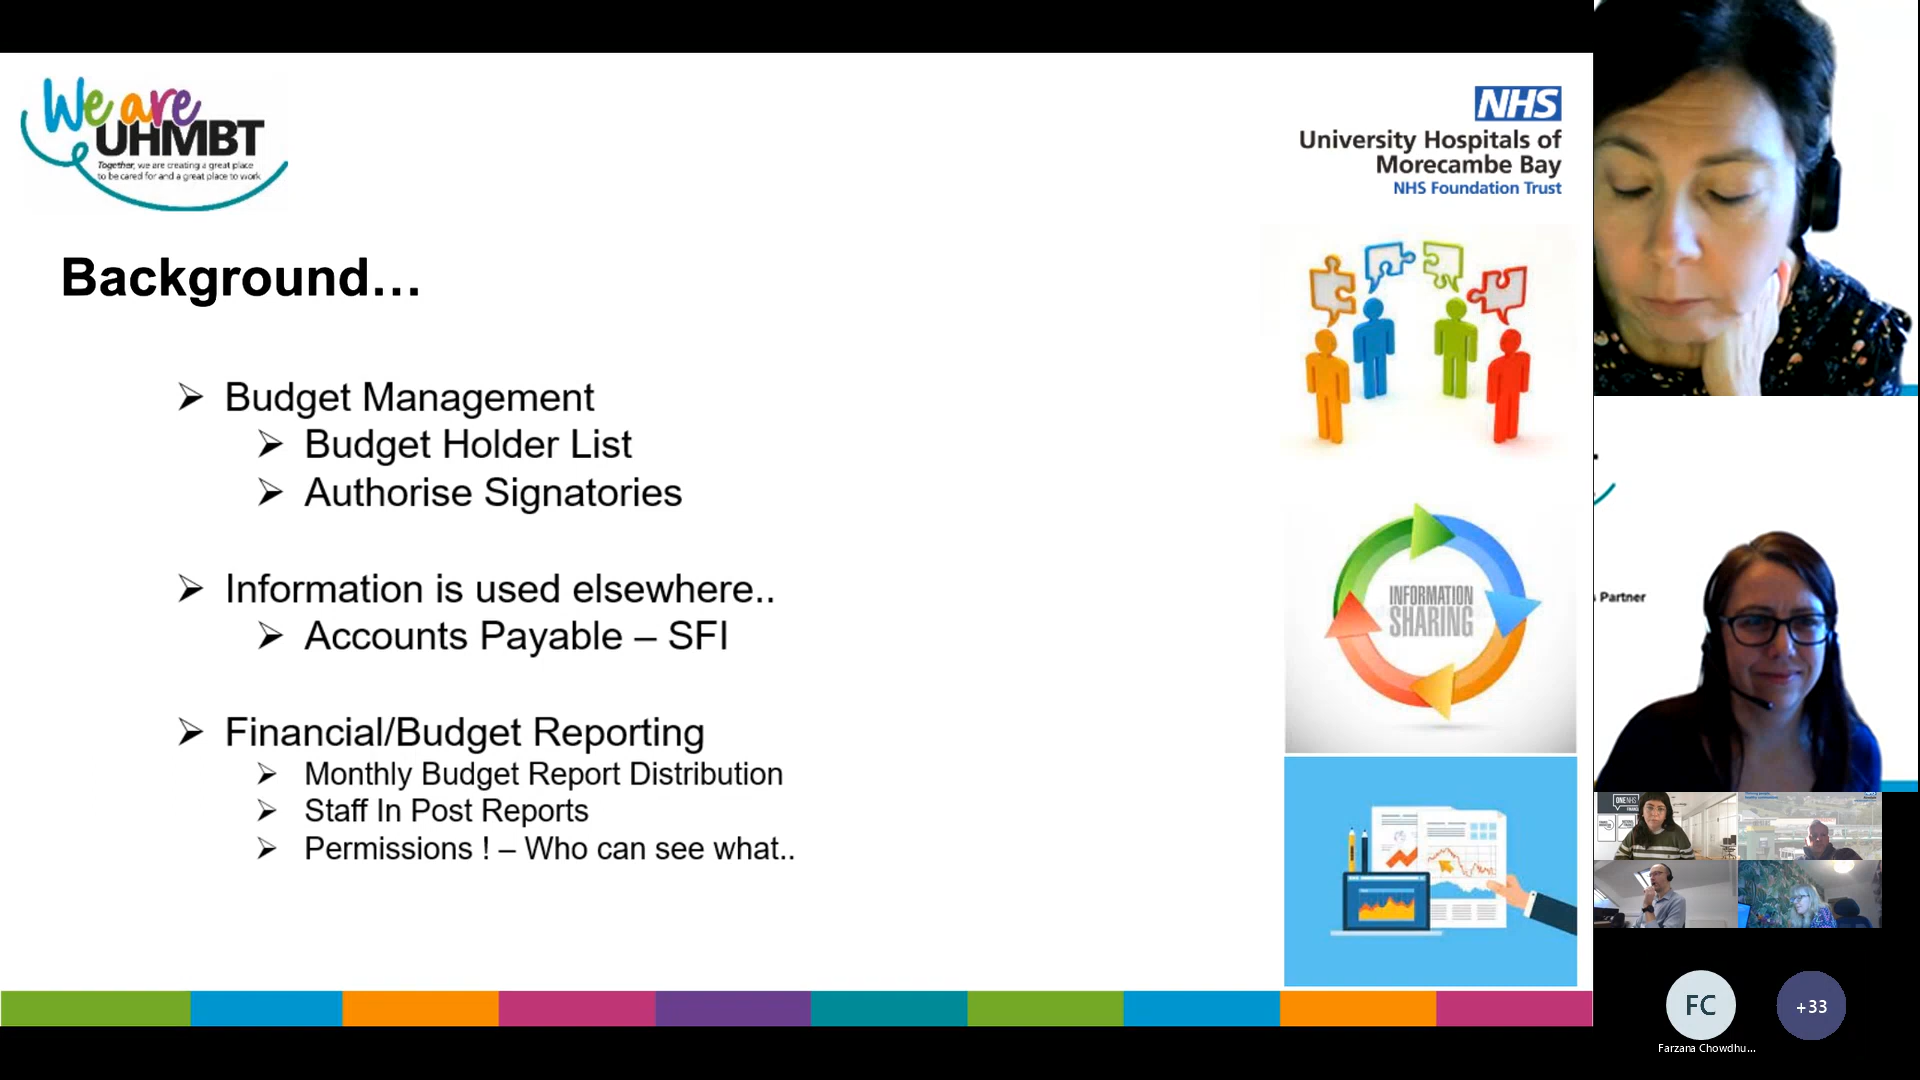 We are
UHMBT
Together, we are creating a great place
to be cared for and a great place to work
NHS
University Hospitals of
Morecambe Bay
NHS Foundation Trust
Background...
Budget Management
Budget Holder List
Authorise Signatories
Information is used elsewhere..
Accounts Payable – SFI
Financial/Budget Reporting
Monthly Budget Report Distribution
Staff In Post Reports
Permissions ! – Who can see what..
INFORMATION
SHARING
Partner
ONE NHS
FINANCE
FC
+33
Farzana Chowdhu...